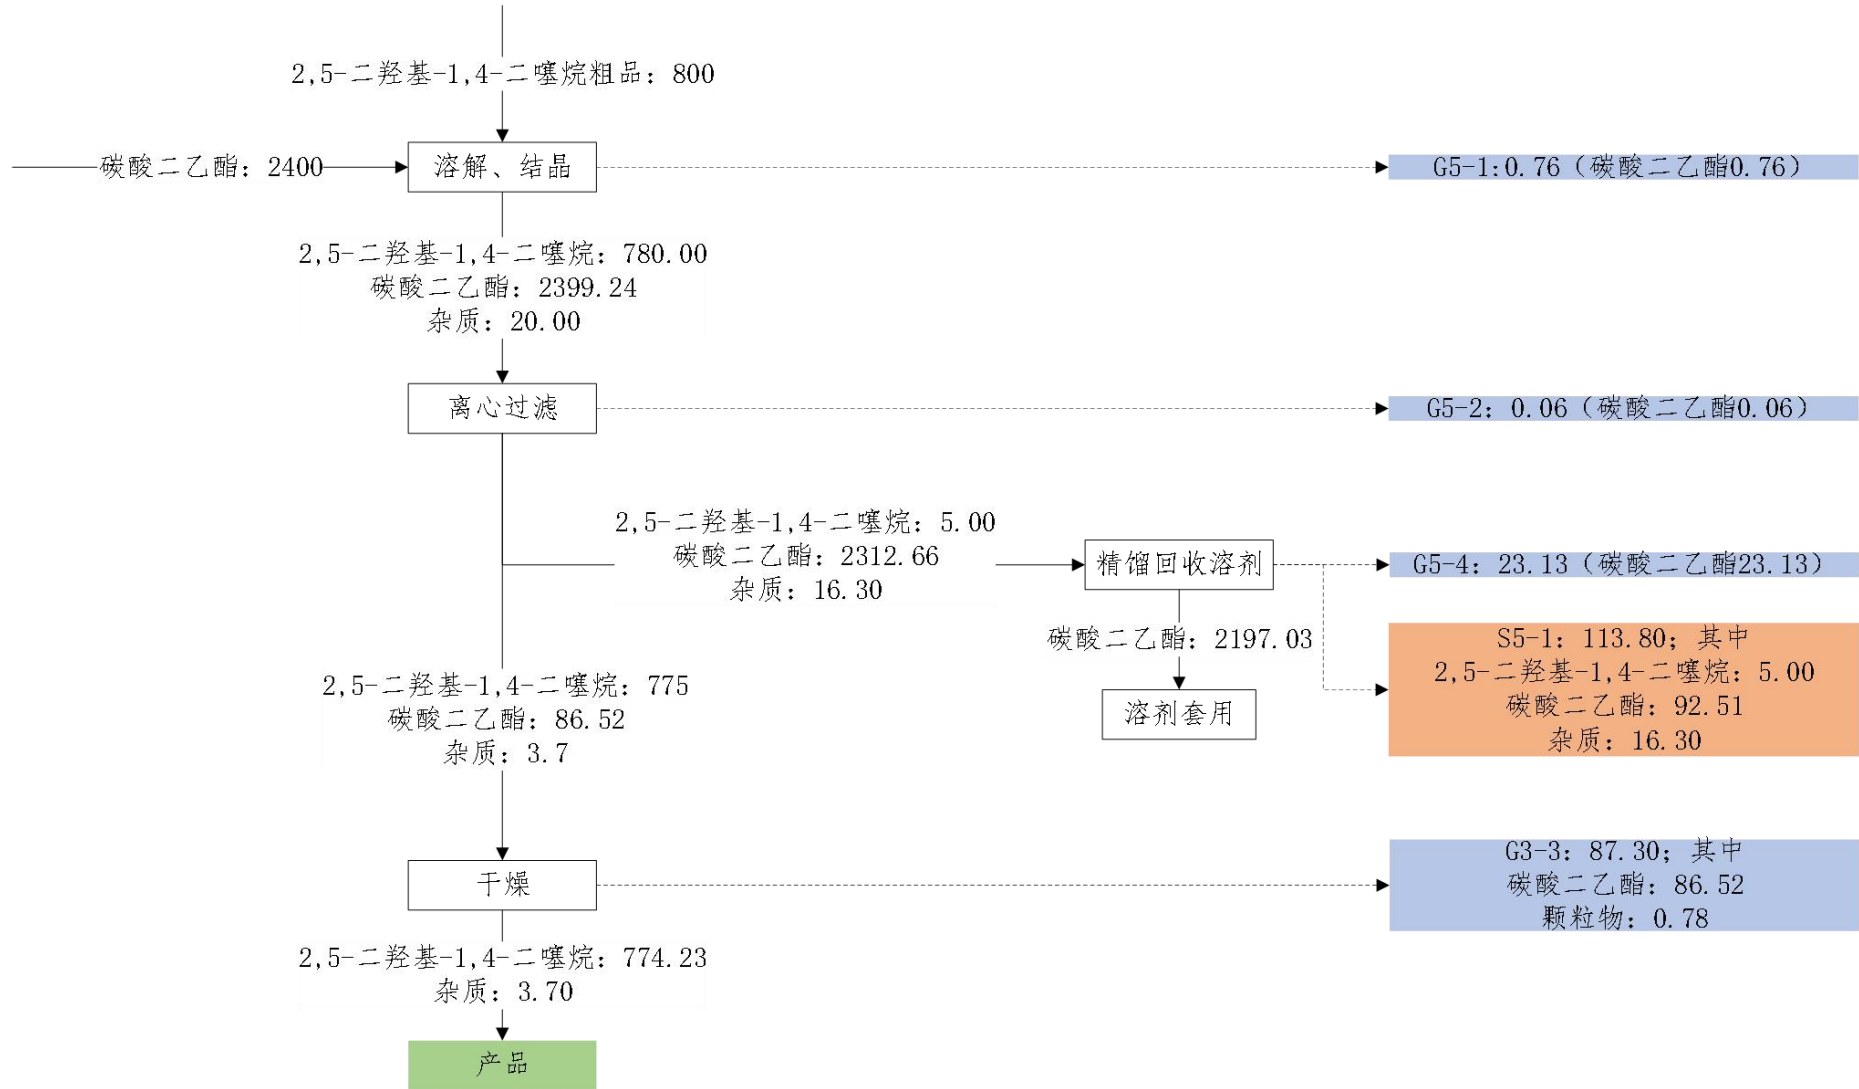 2,5-二羟基-1,4-二噻烷粗品：800
碳酸二乙酯：2400
溶解、结晶
G5-1:0.76（碳酸二乙酯0.76）
2,5-二羟基-1,4-二噻烷：780.00
碳酸二乙酯：2399.24
杂质：20.00
离心过滤
G5-2：0.06（碳酸二乙酯0.06）
2,5-二羟基-1,4-二噻烷：5.00
碳酸二乙酯：2312.66
杂质：16.30
精馏回收溶剂
G5-4：23.13（碳酸二乙酯23.13）
碳酸二乙酯：2197.03
溶剂套用
S5-1：113.80；其中
2,5-二羟基-1,4-二噻烷：5.00
碳酸二乙酯：92.51
杂质：16.30
2,5-二羟基-1,4-二噻烷：775
碳酸二乙酯：86.52
杂质：3.7
干燥
G3-3：87.30；其中
碳酸二乙酯：86.52
颗粒物：0.78
2,5-二羟基-1,4-二噻烷：774.23
杂质：3.70
产品